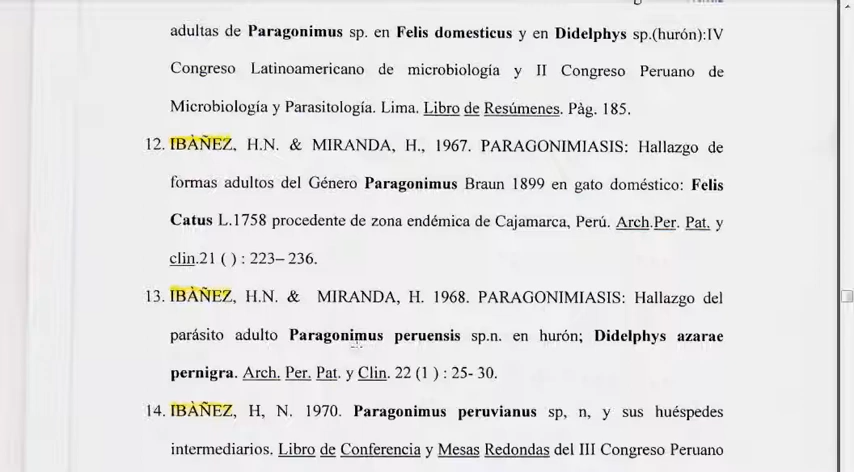 adultas de Paragonimus sp. en Felis domesticus y en Didelphys sp.(hurón):IV
Congreso Latinoamericano de microbiología y II Congreso Peruano de
Microbiología y Parasitología. Lima. Libro de Resúmenes. Pàg. 185.
12. IBÀÑEZ, H.N. & MIRANDA, H., 1967. PARAGONIMIASIS: Hallazgo de
formas adultos del Género Paragonimus Braun 1899 en gato doméstico: Felis
Catus L.1758 procedente de zona endémica de Cajamarca, Perú. Arch.Per. Pat. y
clin.21 ( ) : 223– 236.
13. IBÀÑEZ, H.N. & MIRANDA, H. 1968. PARAGONIMIASIS: Hallazgo del
parásito adulto Paragonimus peruensis sp.n. en hurón; Didelphys azarae
pernigra. Arch. Per. Pat. y Clin. 22 (1 ) : 25- 30.
14. IBÀÑEZ, H, N. 1970. Paragonimus peruvianus sp, n, y sus huéspedes
intermediarios. Libro de Conferencia y Mesas Redondas del III Congreso Peruano